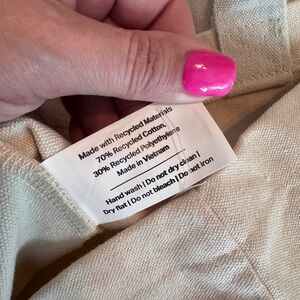 Made with Recycled Materials
70% Recycled Cotton,
30% Recycled Polyethylene
Made in Vietnam
Hand wash | Do not dry clean |
Dry flat | Do not bleach | Do not iron